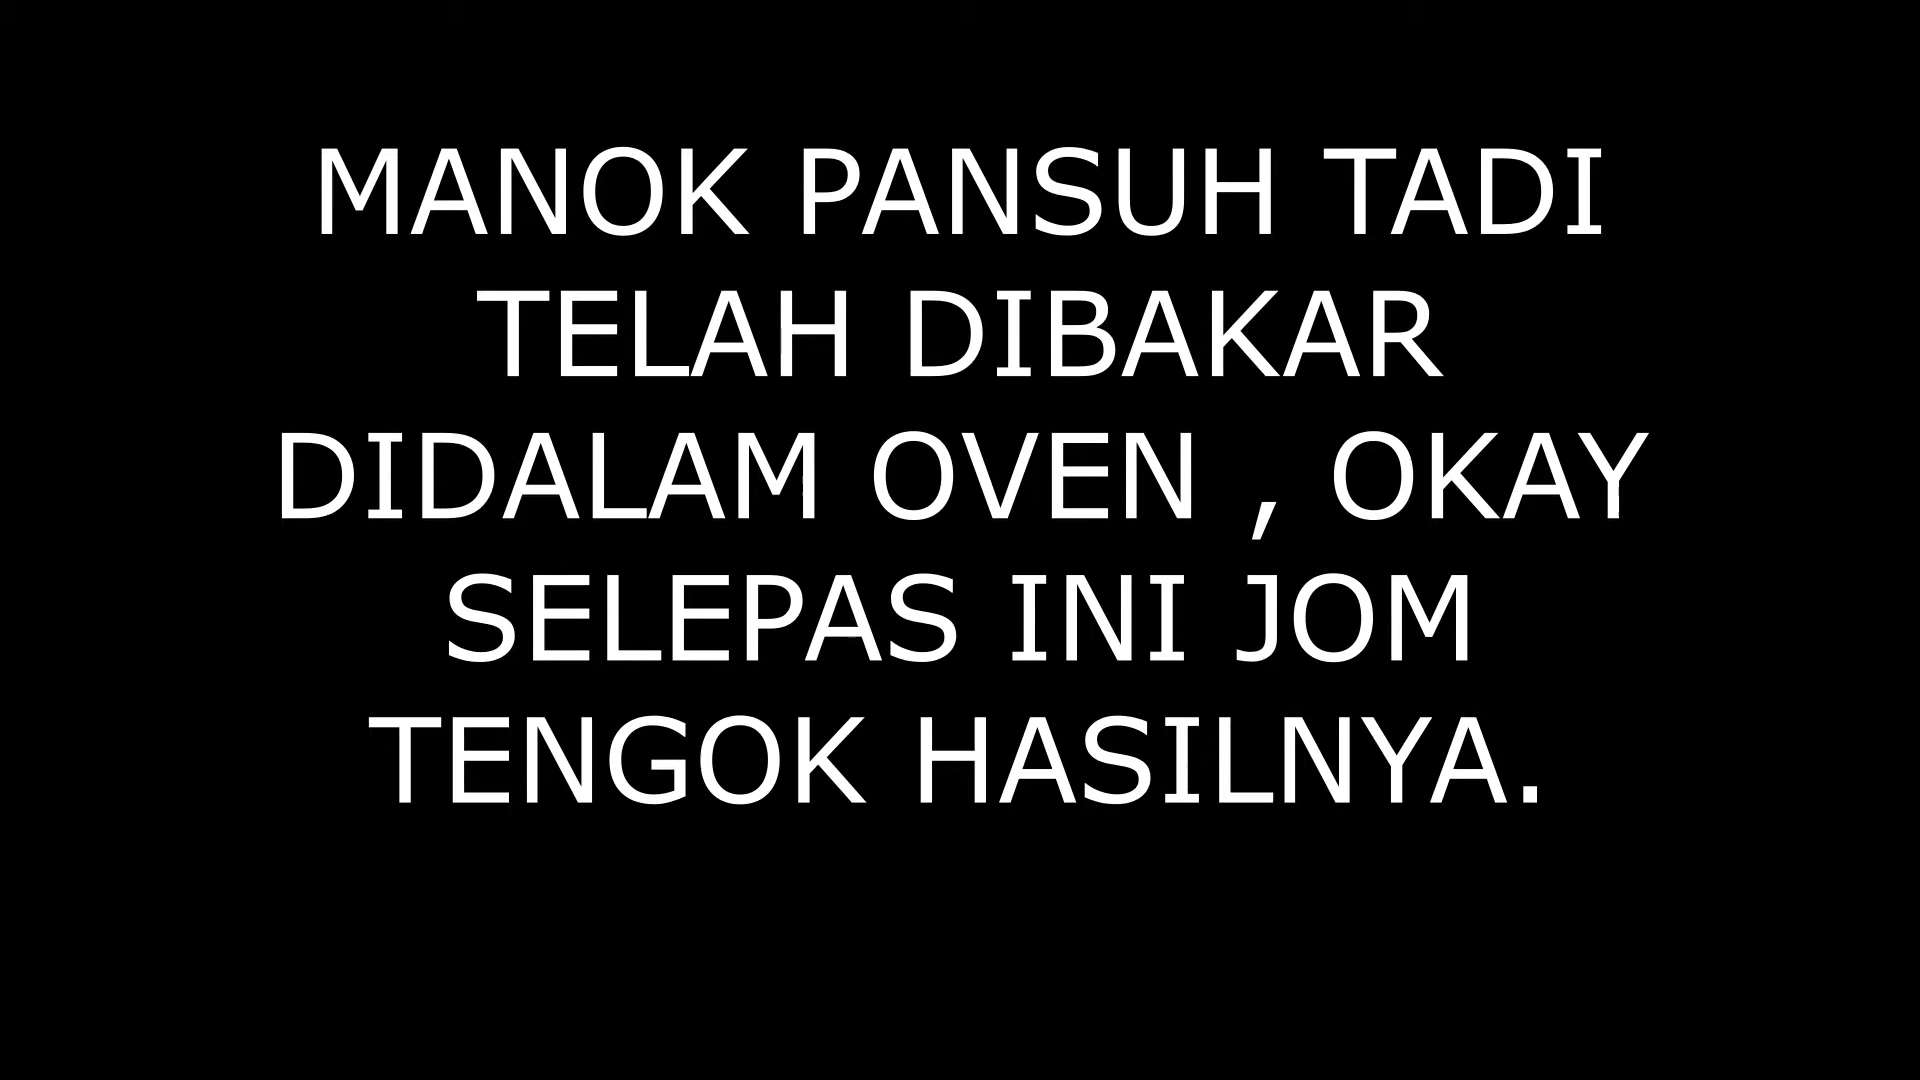 MANOK PANSUH TADI
TELAH DIBAKAR
DIDALAM OVEN , OKAY
SELEPAS INI JOM
TENGOK HASILNYA.